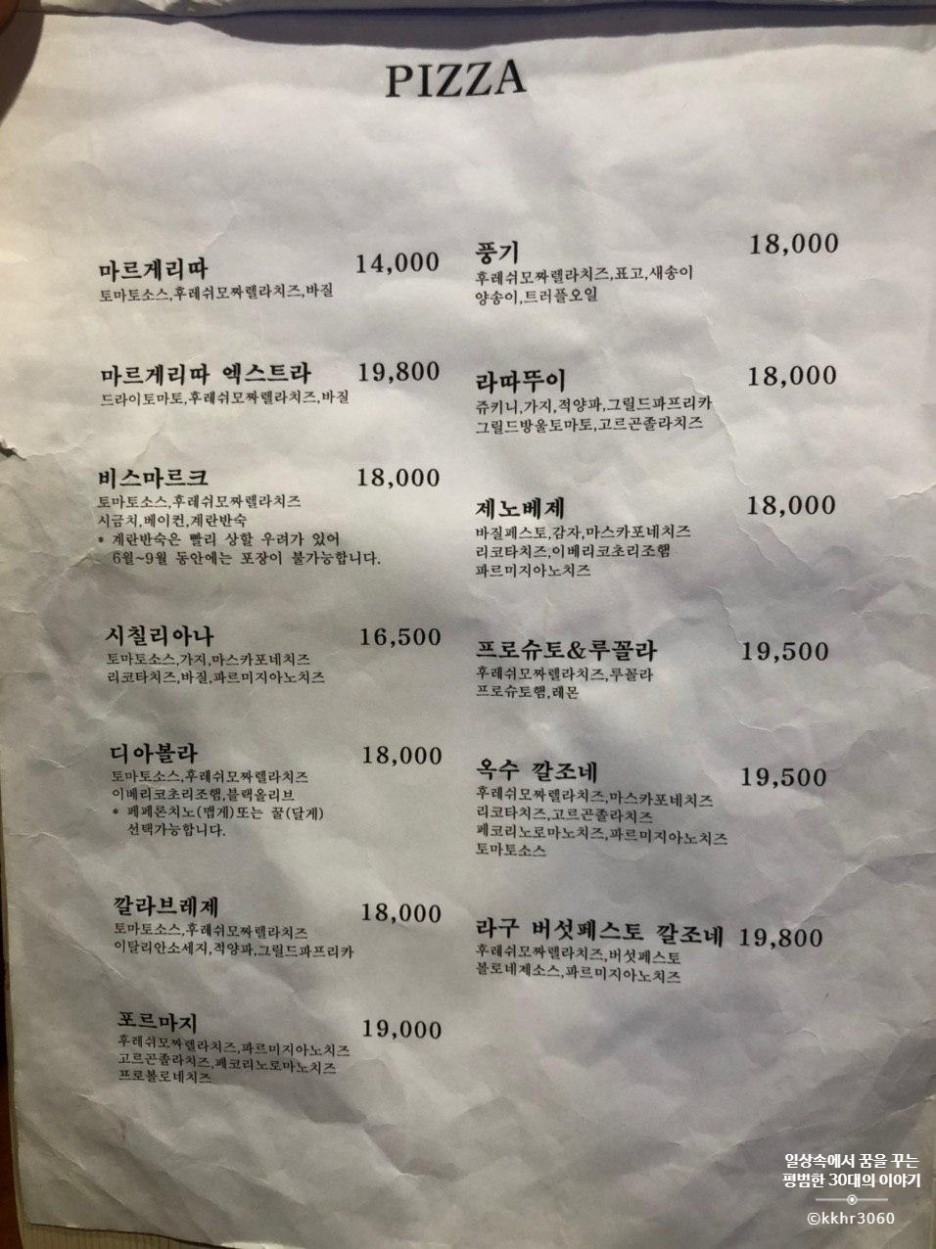 PIZZA
마르게리따 14,000
토마토소스,후레쉬모짜렐라치즈,바질
마르게리따 엑스트라 19,800
드라이토마토,후레쉬모짜렐라치즈,바질
비스마르크 18,000
토마토소스,후레쉬모짜렐라치즈
시금치,베이컨,계란반숙
* 계란반숙은 빨리 상할 우려가 있어
6월~9월 동안에는 포장이 불가능합니다.
시칠리아나 16,500
토마토소스,가지,마스카포네치즈
리코타치즈,바질,파르미지아노치즈
디아볼라 18,000
토마토소스,후레쉬모짜렐라치즈
이베리코초리조햄,블랙올리브
* 페페론치노(맵게)또는 꿀(달게)
선택가능합니다.
깔라브레제 18,000
토마토소스,후레쉬모짜렐라치즈
이탈리안소세지,적양파,그릴드파프리카
포르마지 19,000
후레쉬모짜렐라치즈,파르미지아노치즈
고르곤졸라치즈,페코리노로마노치즈
프로볼로네치즈
풍기 18,000
후레쉬모짜렐라치즈,표고,새송이
양송이,트러플오일
라따뚜이 18,000
쥬키니,가지,적양파,그릴드파프리카
그릴드방울토마토,고르곤졸라치즈
제노베제 18,000
바질페스토,감자,마스카포네치즈
리코타치즈,이베리코초리조햄
파르미지아노치즈
프로슈토&루꼴라 19,500
후레쉬모짜렐라치즈,루꼴라
프로슈토햄,레몬
옥수 깔조네 19,500
후레쉬모짜렐라치즈,마스카포네치즈
리코타치즈,고르곤졸라치즈
페코리노로마노치즈,파르미지아노치즈
토마토소스
라구 버섯페스토 깔조네 19,800
후레쉬모짜렐라치즈,버섯페스토
볼로네제소스,파르미지아노치즈
일상속에서 꿈을 꾸는
평범한 30대의 이야기
©kkhr3060